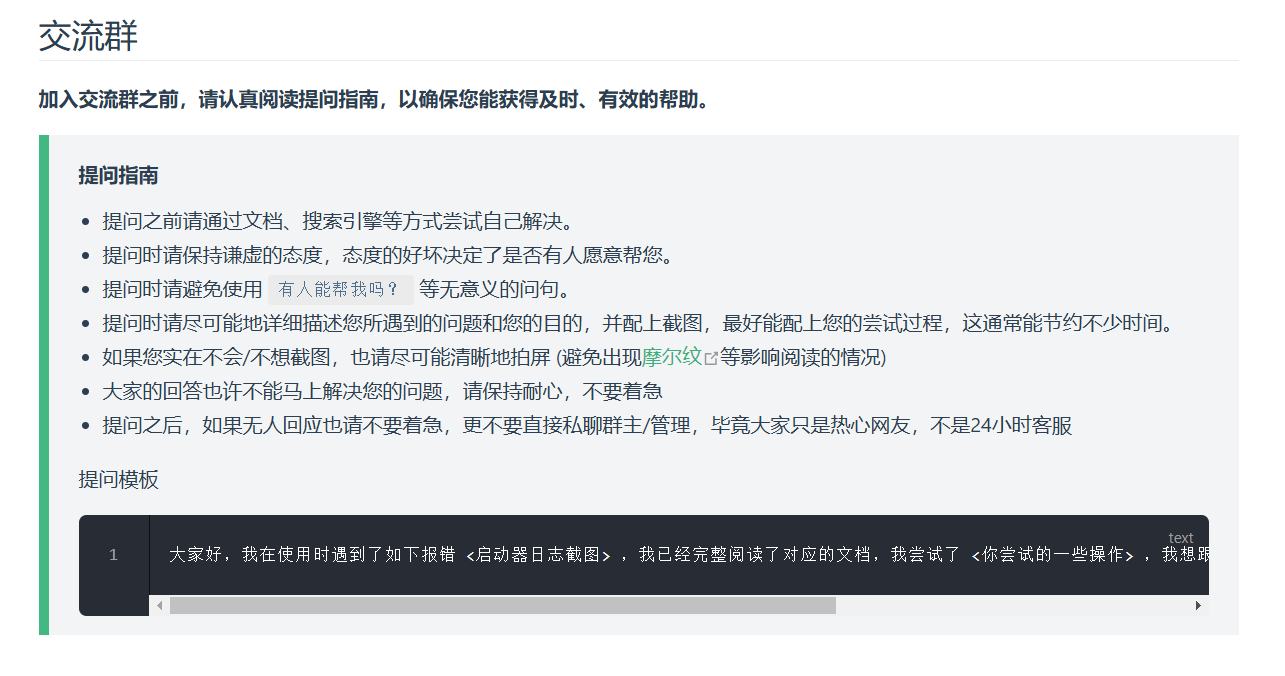 交流群
加入交流群之前，请认真阅读提问指南，以确保您能获得及时、有效的帮助。
提问指南
提问之前请通过文档、搜索引擎等方式尝试自己解决。
提问时请保持谦虚的态度，态度的好坏决定了是否有人愿意帮您。
提问时请避免使用 有人能帮我吗？ 等无意义的问句。
提问时请尽可能地详细描述您所遇到的问题和您的目的，并配上截图，最好能配上您的尝试过程，这通常能节约不少时间。
如果您实在不会/不想截图，也请尽可能清晰地拍屏 (避免出现摩尔纹等影响阅读的情况)
大家的回答也许不能马上解决您的问题，请保持耐心，不要着急
提问之后，如果无人回应也请不要着急，更不要直接私聊群主/管理，毕竟大家只是热心网友，不是24小时客服
提问模板
text
1 大家好，我在使用时遇到了如下报错 <启动器日志截图> ，我已经完整阅读了对应的文档，我尝试了 <你尝试的一些操作> ，我想跟